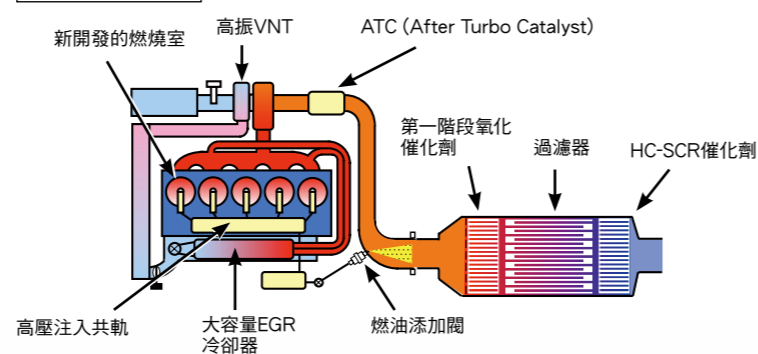 高振VNT
ATC (After Turbo Catalyst)
新開發的燃燒室
第一階段氧化
催化劑
過濾器
HC-SCR催化劑
高壓注入共軌
大容量EGR
冷卻器
燃油添加閥